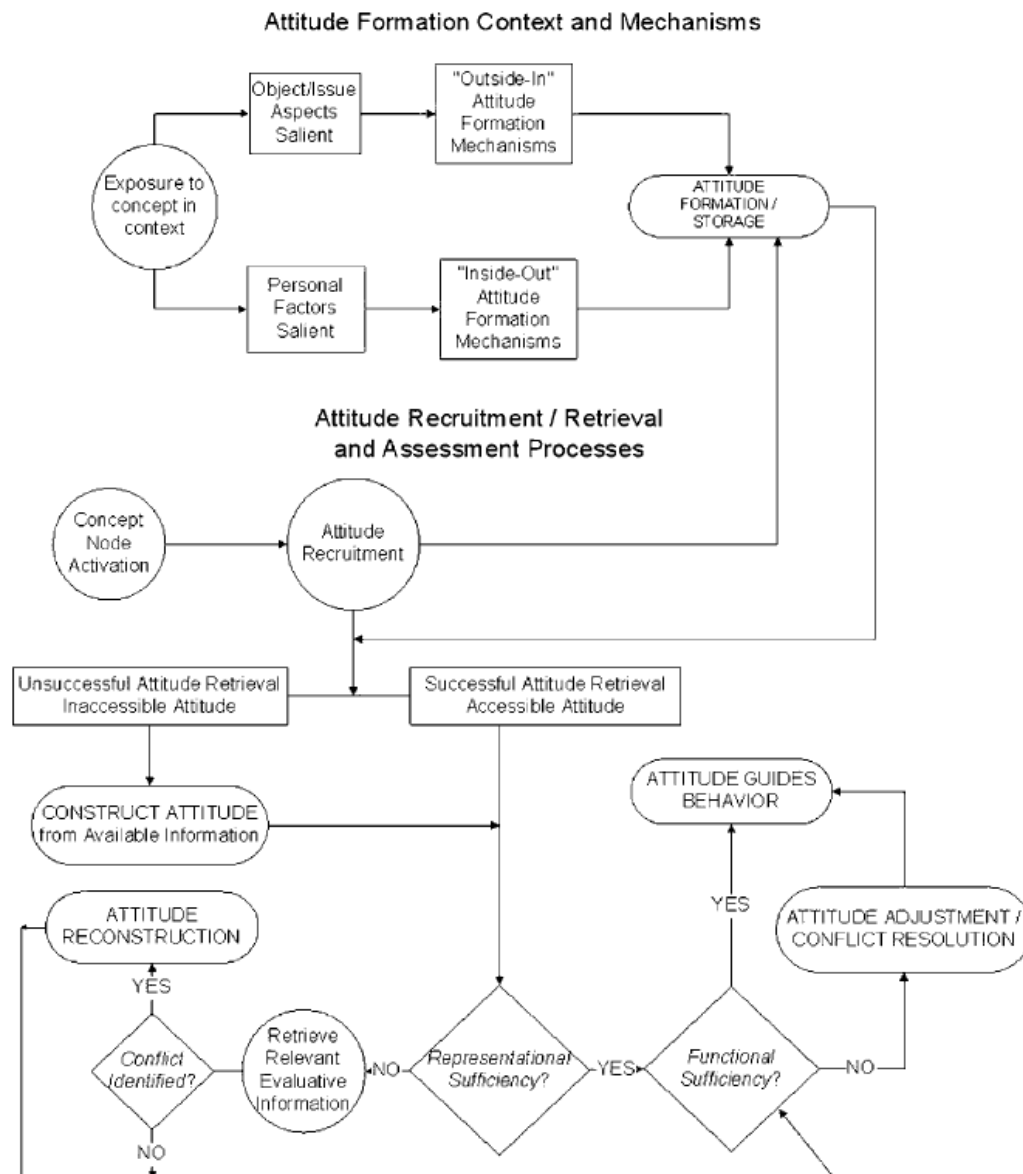 Attitude Formation Context and Mechanisms
Object/Issue
Aspects
Salient
"Outside-In"
Attitude
Formation
Mechanisms
Exposure to
concept in
context
ATTITUDE
FORMATION /
STORAGE
Personal
Factors
Salient
"Inside-Out"
Attitude
Formation
Mechanisms
Attitude Recruitment / Retrieval
and Assessment Processes
Concept
Node
Activation
Attitude
Recruitment
Unsuccessful Attitude Retrieval
Inaccessible Attitude
Successful Attitude Retrieval
Accessible Attitude
CONSTRUCT ATTITUDE
from Available Information
ATTITUDE GUIDES
BEHAVIOR
ATTITUDE
RECONSTRUCTION
YES
ATTITUDE ADJUSTMENT /
CONFLICT RESOLUTION
YES
Conflict
Identified?
Retrieve
Relevant
Evaluative
Information
NO
Representational
Sufficiency?
YES
Functional
Sufficiency?
NO
NO